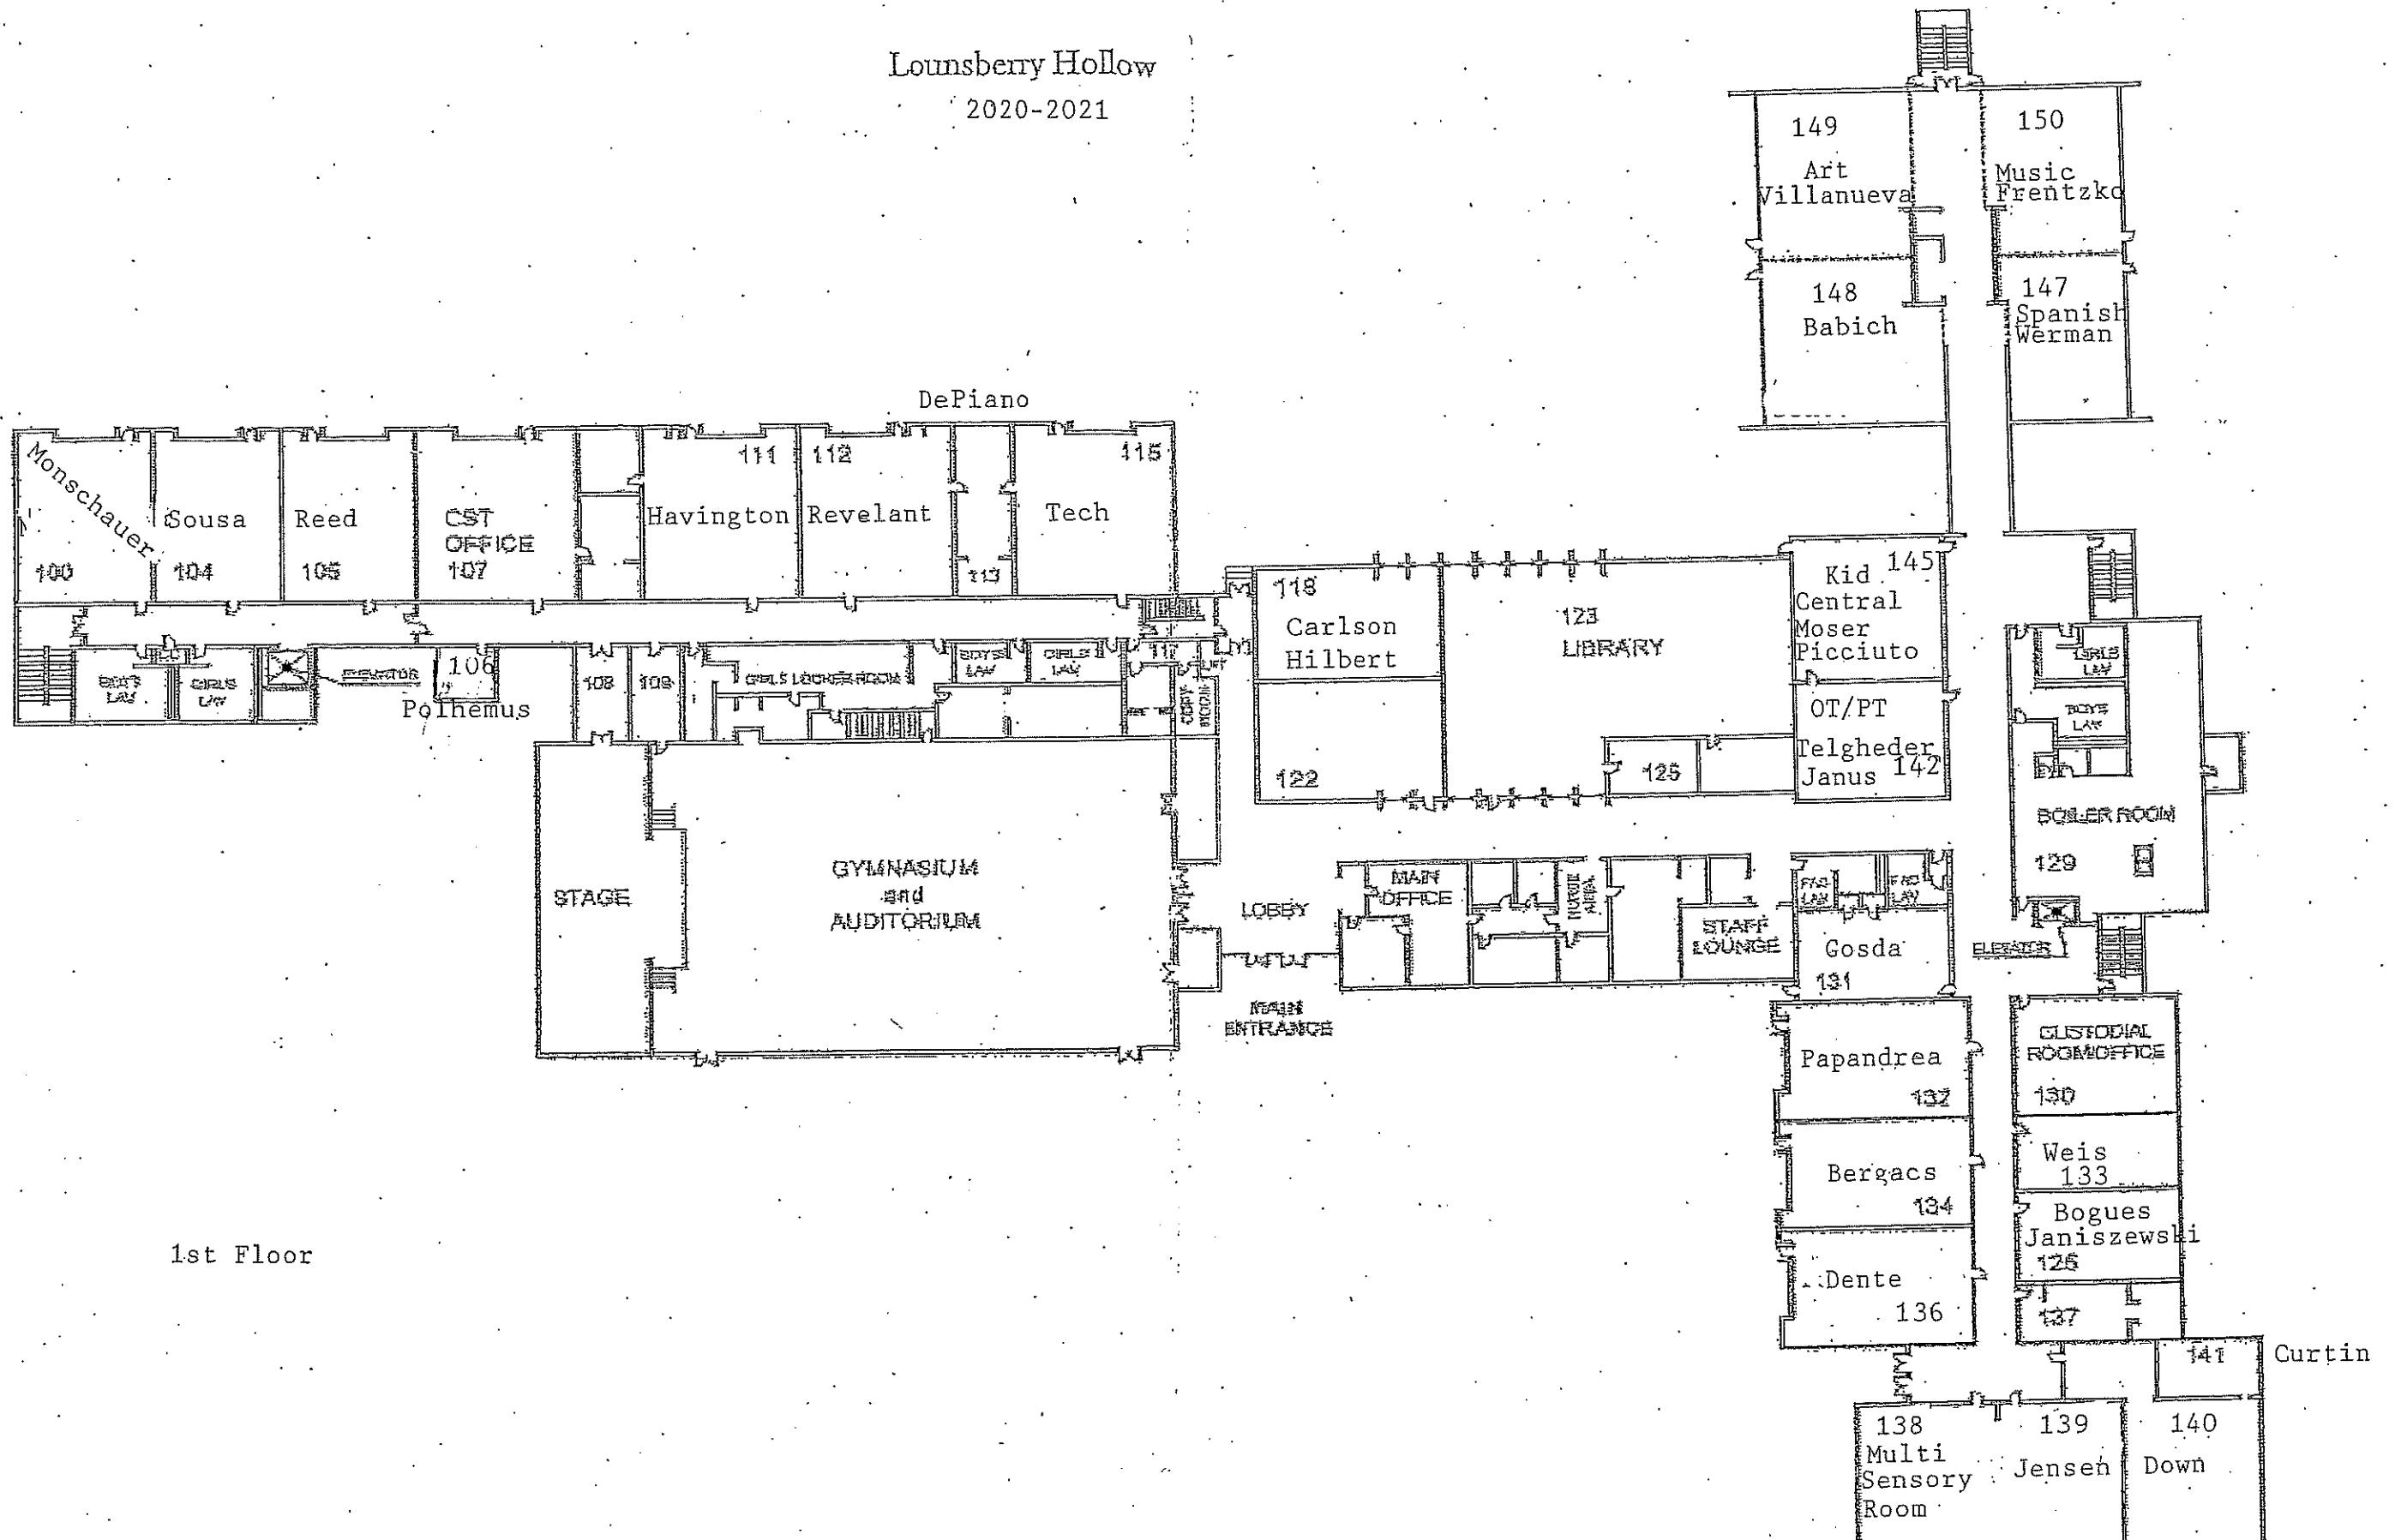 Lounsberry Hollow
2020-2021
149
Art
Villanueva
150
Music
Frentzko
148
Babich
147
Spanish
Werman
DePiano
Monschauer
100
Sousa
104
Reed
105
CST
OFFICE
107
111
Havington
112
Revelant
113
115
Tech
BOYS
LAV
GIRLS
LAV
ELEVATOR
106
Polhemus
108
109
GIRLS LOCKER ROOM
BOYS
LAV
GIRLS
LAV
117
LIFT
COPY
ROOM
118
Carlson
Hilbert
122
123
LIBRARY
125
145
Kid
Central
Moser
Picciuto
OT/PT
Telgheder
Janus 142
GIRLS
LAV
BOYS
LAV
BOILER ROOM
129
STAGE
GYMNASIUM
and
AUDITORIUM
LOBBY
MAIN
ENTRANCE
MAIN
OFFICE
STAFF
LOUNGE
FAC
LAV
FAC
LAV
Gosda
131
ELEVATOR
Papandrea
132
CUSTODIAL
ROOM/OFFICE
130
Bergacs
134
Weis
133
Bogues
Janiszewski
Dente
136
137
141
Curtin
138
Multi
Sensory
Room
139
Jensen
140
Down
1st Floor